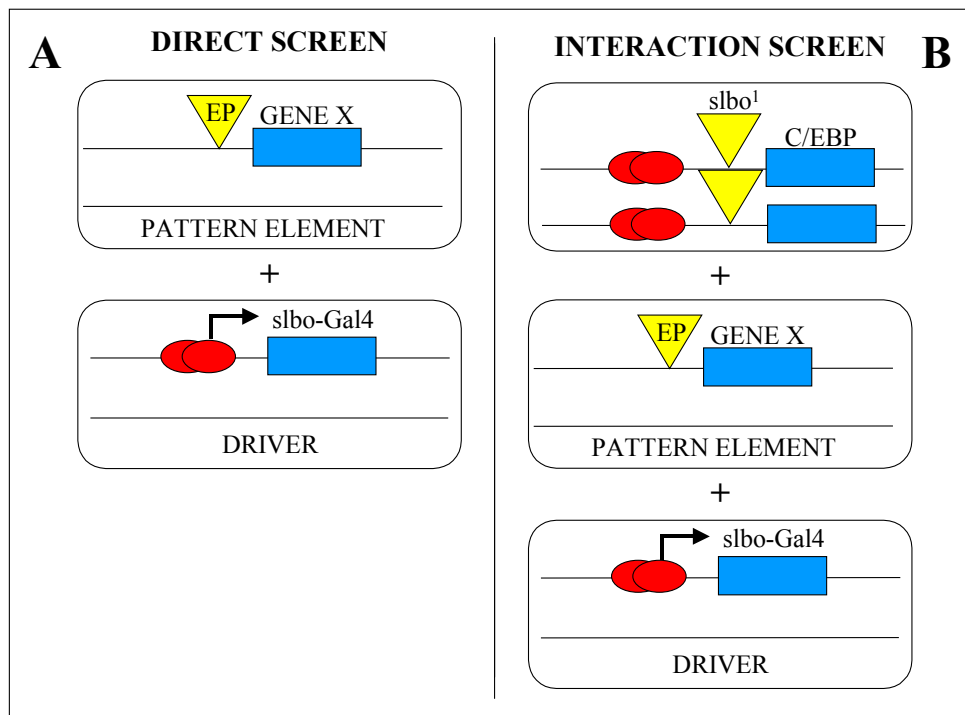 A
DIRECT SCREEN
EP
GENE X
PATTERN ELEMENT
+
slbo-Gal4
DRIVER
INTERACTION SCREEN
B
slbo¹
C/EBP
+
EP
GENE X
PATTERN ELEMENT
+
slbo-Gal4
DRIVER